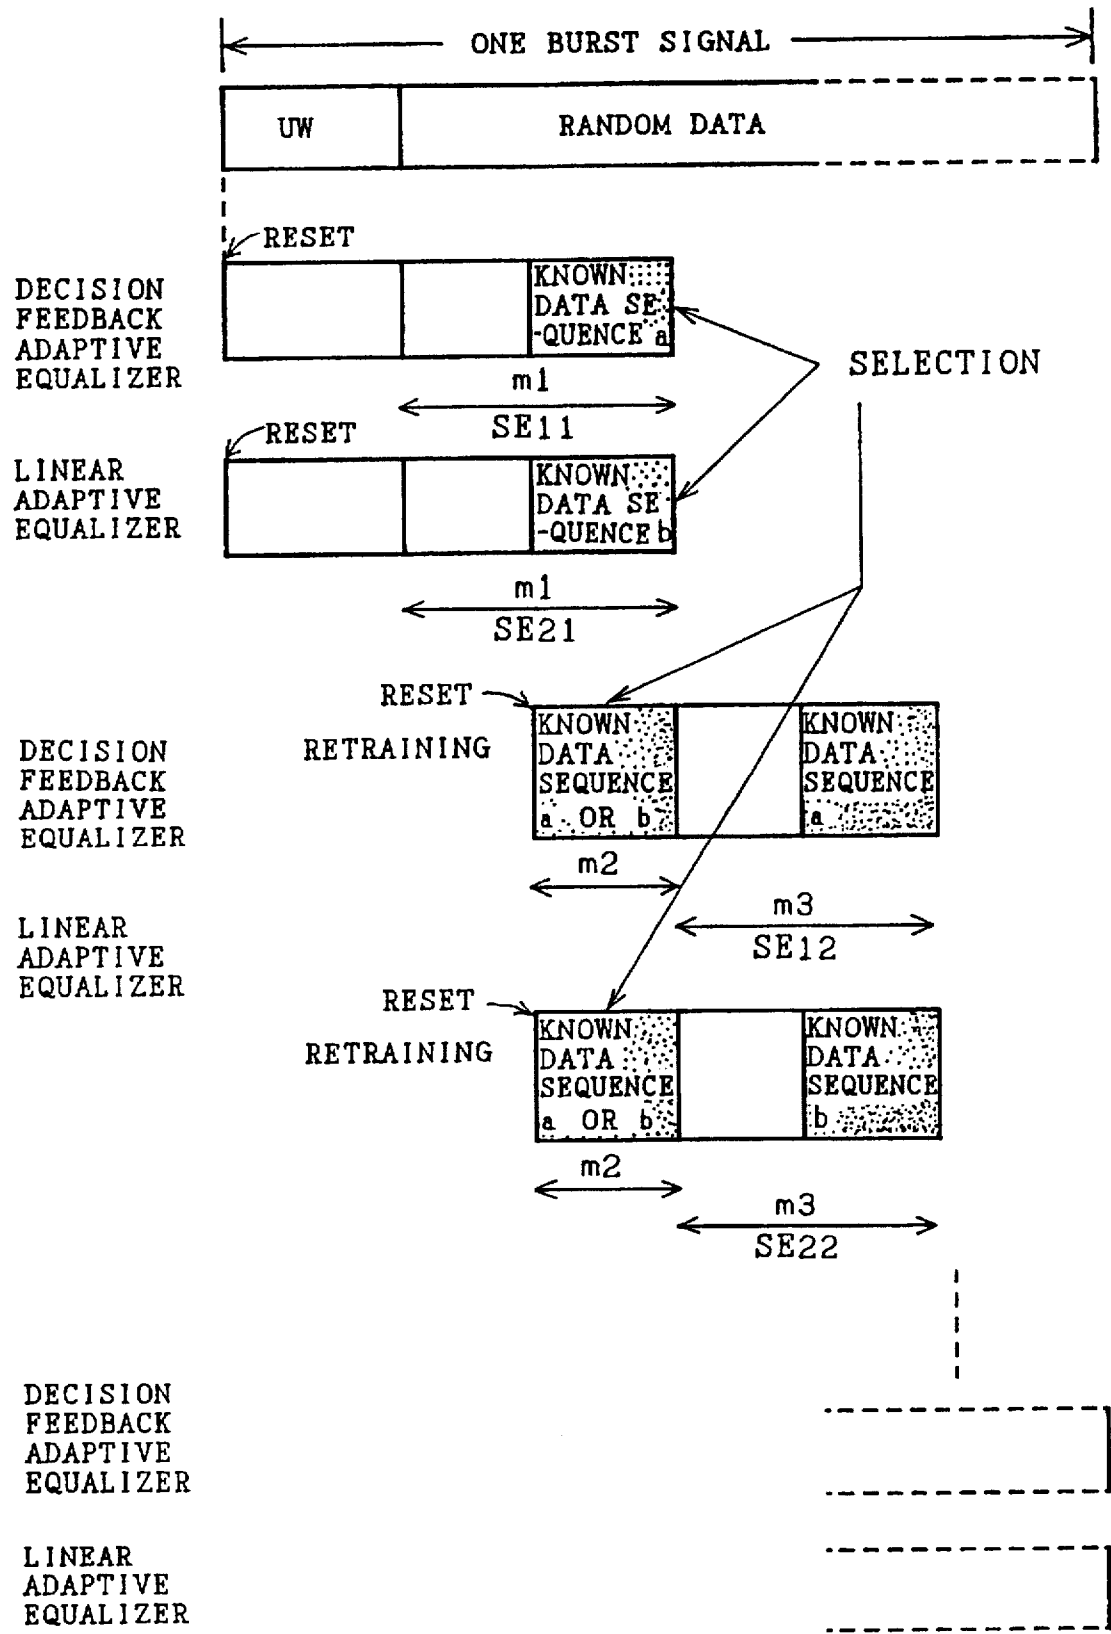 ONE BURST SIGNAL
UW
RANDOM DATA
RESET
DECISION
FEEDBACK
ADAPTIVE
EQUALIZER
KNOWN
DATA SE
-QUENCE a
SELECTION
m1
SE11
RESET
LINEAR
ADAPTIVE
EQUALIZER
KNOWN
DATA SE
-QUENCE b
m1
SE21
RESET
RETRAINING
DECISION
FEEDBACK
ADAPTIVE
EQUALIZER
KNOWN
DATA
SEQUENCE
a OR b
KNOWN
DATA
SEQUENCE
a
m2
m3
SE12
LINEAR
ADAPTIVE
EQUALIZER
RESET
RETRAINING
KNOWN
DATA
SEQUENCE
a OR b
KNOWN
DATA
SEQUENCE
b
m2
m3
SE22
DECISION
FEEDBACK
ADAPTIVE
EQUALIZER
LINEAR
ADAPTIVE
EQUALIZER